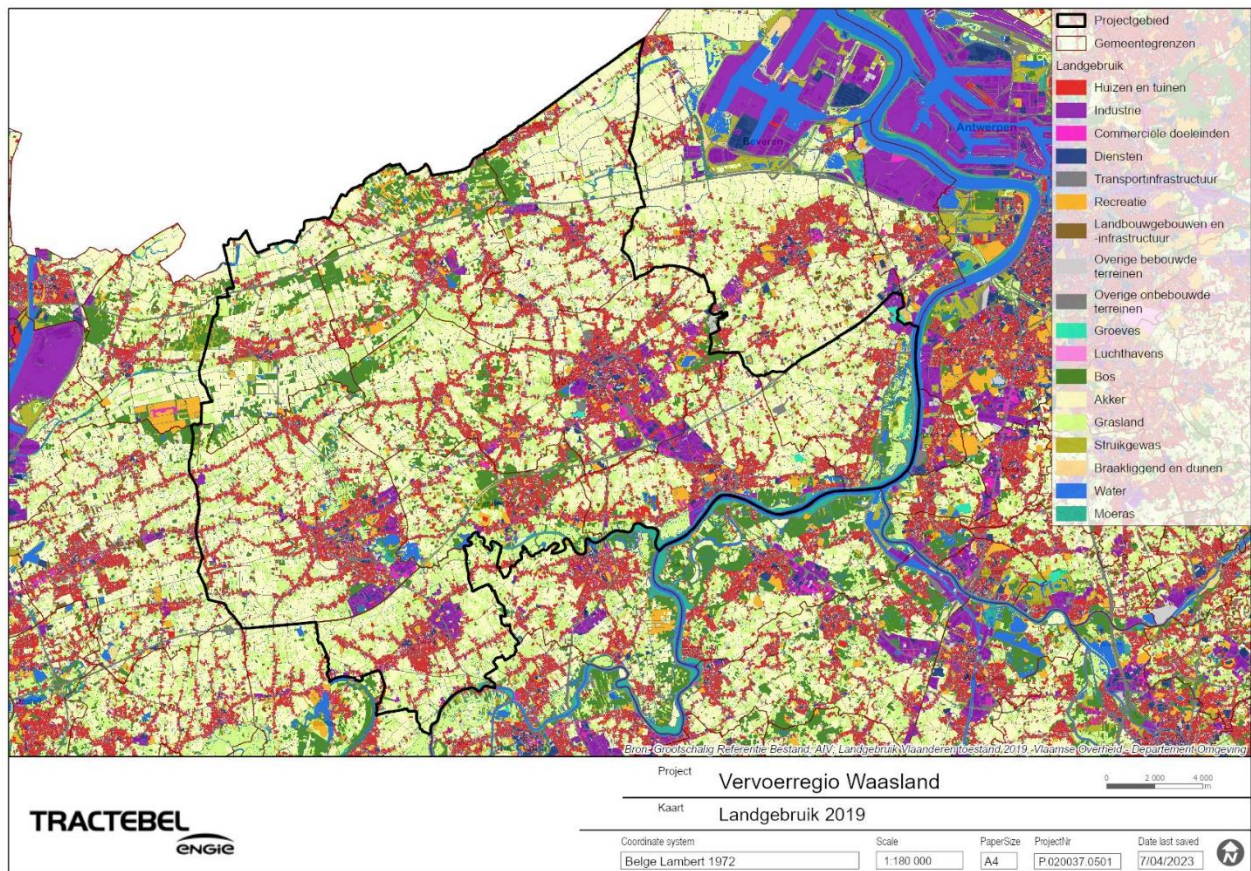 Projectgebied
Gemeentegrenzen
Landgebruik
Huizen en tuinen
Industrie
Commerciële doeleinden
Diensten
Transportinfrastructuur
Recreatie
Landbouwgebouwen en
-infrastructuur
Overige bebouwde
terreinen
Overige onbebouwde
terreinen
Groeves
Luchthavens
Bos
Akker
Grasland
Struikgewas
Braakliggend en duinen
Water
Moeras
Antwerpen
Beveren
Bron: Grootschalig Referentie Bestand, AIV; Landgebruik Vlaanderen toestand 2019, Vlaamse Overheid - Departement Omgeving
Project
Vervoerregio Waasland
0 2 000 4 000
m
Kaart
Landgebruik 2019
TRACTEBEL
ENGIE
Coordinate system
Scale
PaperSize
ProjectNr
Date last saved
Belge Lambert 1972
1:180 000
A4
P.020037.0501
7/04/2023
N